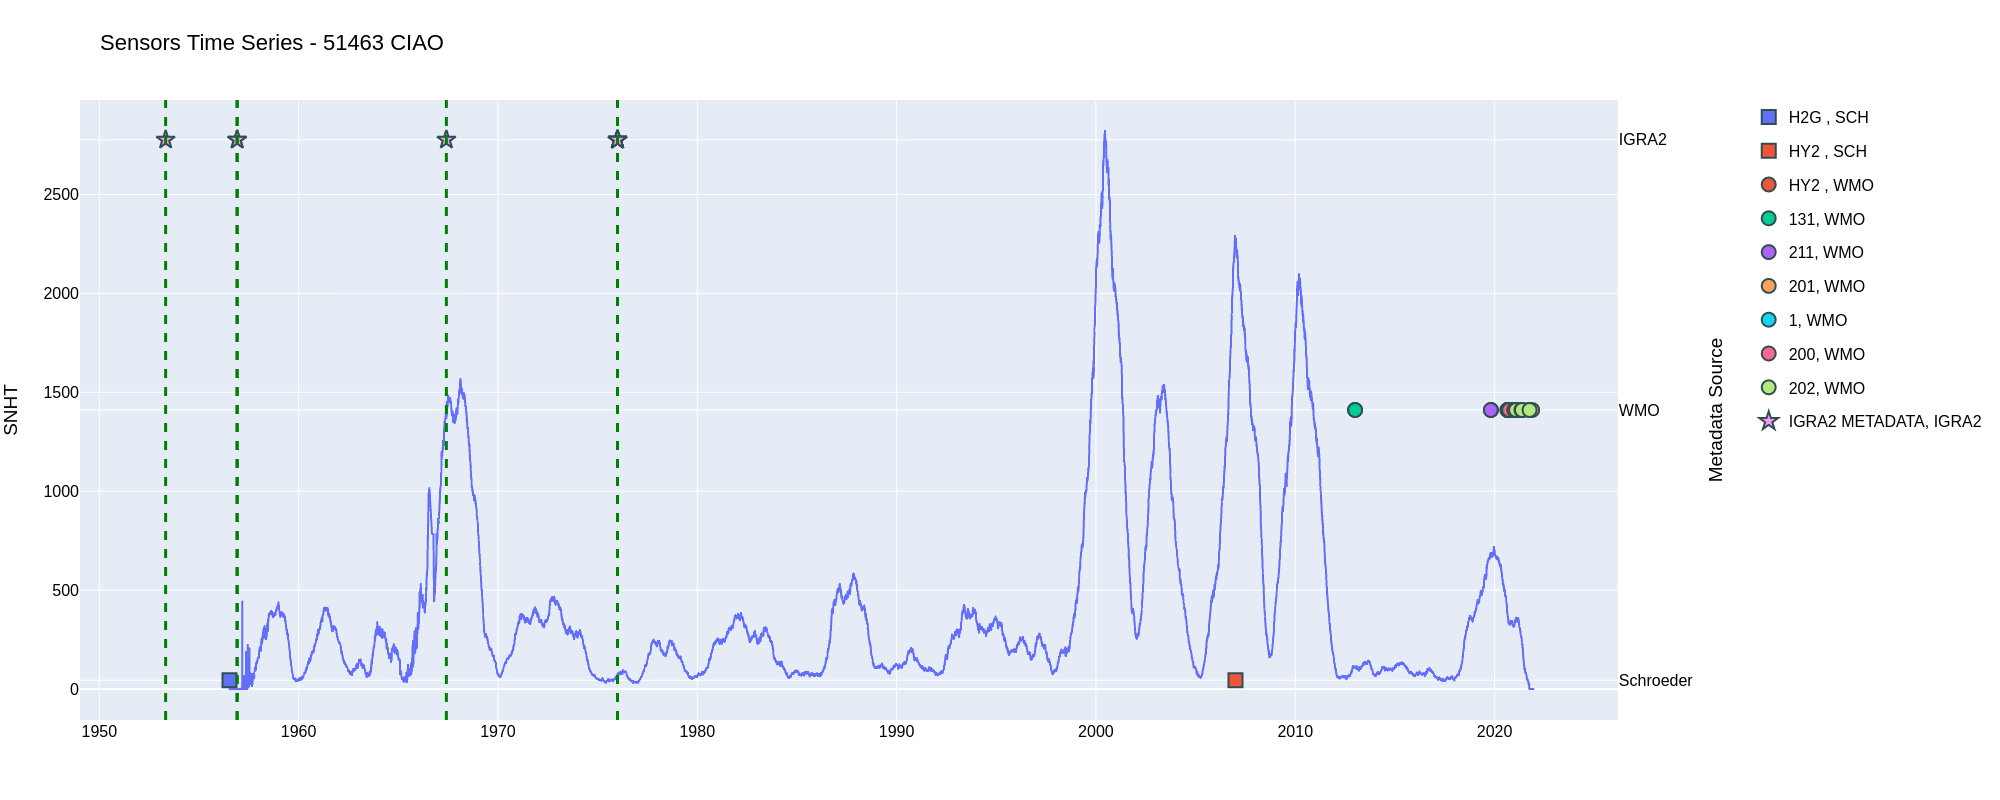 Sensors Time Series - 51463 CIAO
SNHT
2500
2000
1500
1000
500
0
1950
1960
1970
1980
1990
2000
2010
2020
IGRA2
WMO
Schroeder
Metadata Source
H2G , SCH
HY2 , SCH
HY2 , WMO
131, WMO
211, WMO
201, WMO
1, WMO
200, WMO
202, WMO
IGRA2 METADATA, IGRA2